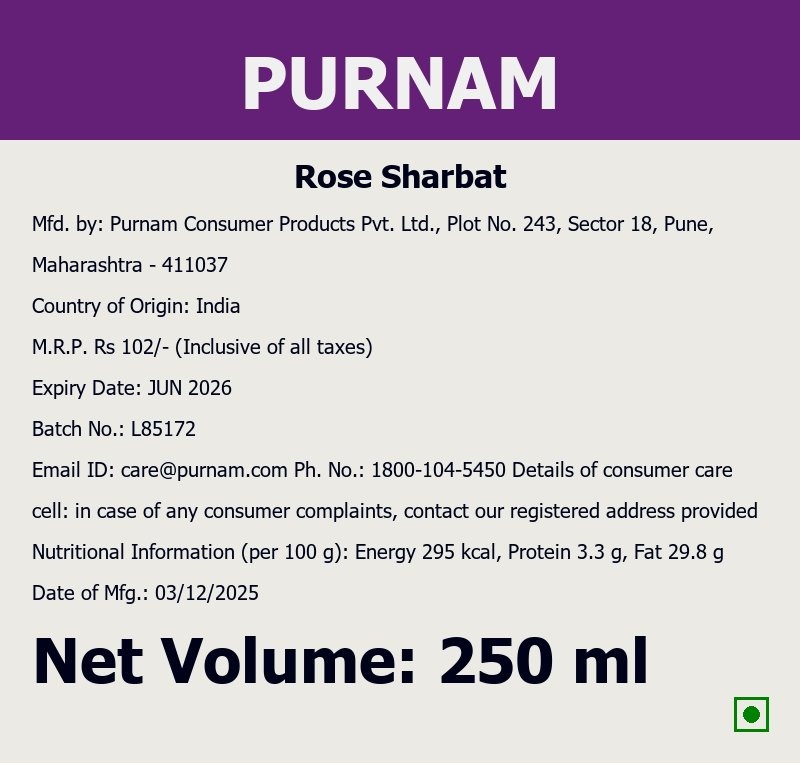 PURNAM
Rose Sharbat
Mfd. by: Purnam Consumer Products Pvt. Ltd., Plot No. 243, Sector 18, Pune,
Maharashtra - 411037
Country of Origin: India
M.R.P. Rs 102/- (Inclusive of all taxes)
Expiry Date: JUN 2026
Batch No.: L85172
Email ID: care@purnam.com Ph. No.: 1800-104-5450 Details of consumer care
cell: in case of any consumer complaints, contact our registered address provided
Nutritional Information (per 100 g): Energy 295 kcal, Protein 3.3 g, Fat 29.8 g
Date of Mfg.: 03/12/2025
Net Volume: 250 ml